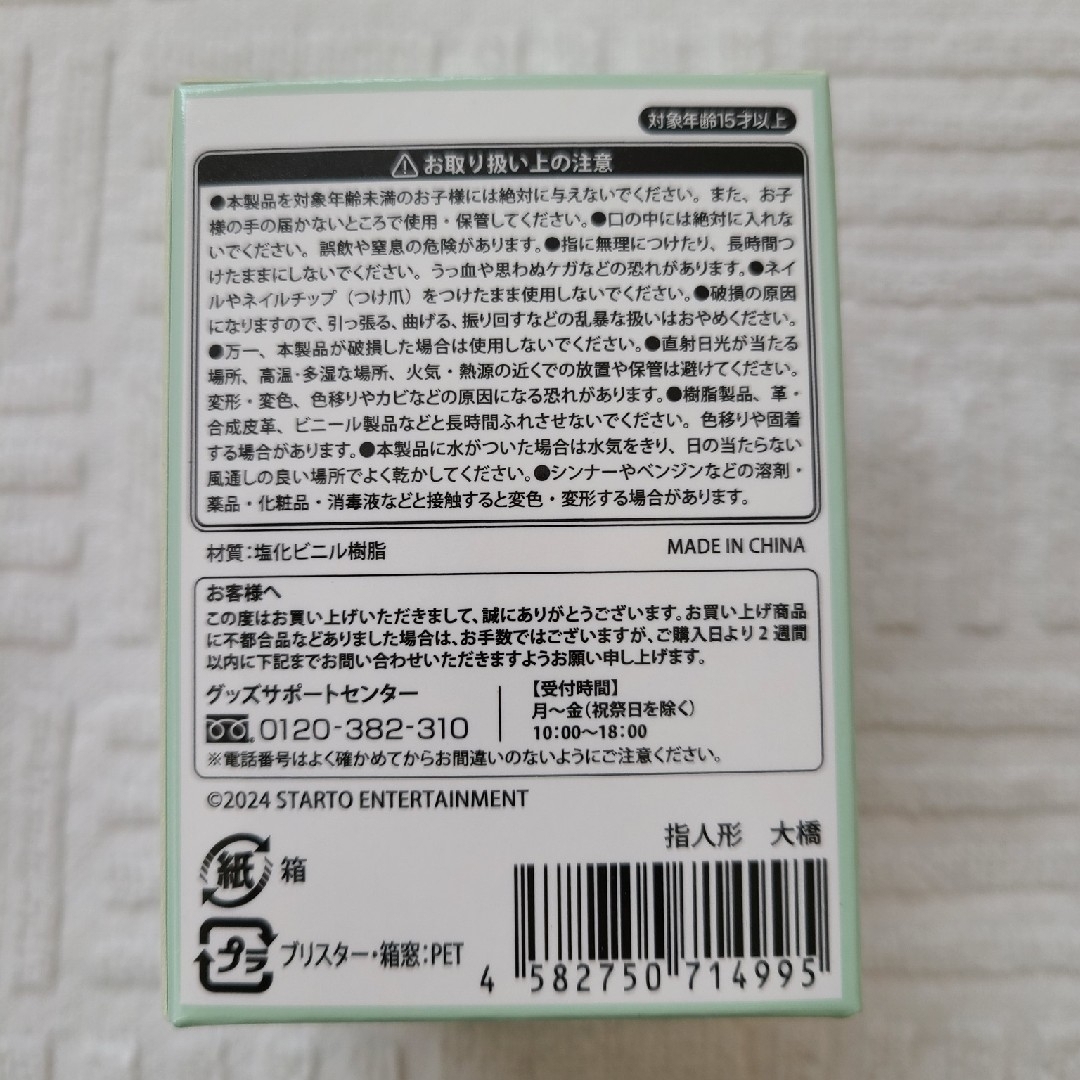 対象年齢15才以上
⚠お取り扱い上の注意
●本製品を対象年齢未満のお子様には絶対に与えないでください。また、お子
様の手の届かないところで使用・保管してください。●口の中には絶対に入れな
いでください。誤飲や窒息の危険があります。●指に無理につけたり、長時間つ
けたままにしないでください。うっ血や思わぬケガなどの恐れがあります。●ネイ
ルやネイルチップ（つけ爪）をつけたまま使用しないでください。●破損の原因
になりますので、引っ張る、曲げる、振り回すなどの乱暴な扱いはおやめください。
●万一、本製品が破損した場合は使用しないでください。●直射日光が当たる
場所、高温・多湿な場所、火気・熱源の近くでの放置や保管は避けてください。
変形・変色、色移りやカビなどの原因になる恐れがあります。●樹脂製品、革・
合成皮革、ビニール製品などと長時間ふれさせないでください。色移りや固着
する場合があります。●本製品に水がついた場合は水気をきり、日の当たらない
風通しの良い場所でよく乾かしてください。●シンナーやベンジンなどの溶剤・
薬品・化粧品・消毒液などと接触すると変色・変形する場合があります。
材質：塩化ビニル樹脂 MADE IN CHINA
お客様へ
この度はお買い上げいただきまして、誠にありがとうございます。お買い上げ商品
に不都合品などありました場合は、お手数ではございますが、ご購入日より2週間
以内に下記までお問い合わせいただきますようお願い申し上げます。
グッズサポートセンター
0120-382-310
【受付時間】
月～金（祝祭日を除く）
10:00～18:00
※電話番号はよく確かめてからお間違いのないようにご注意ください。
©2024 STARTO ENTERTAINMENT
指人形 大橋
紙 箱
プラ ブリスター・箱窓：PET
4 582750 714995